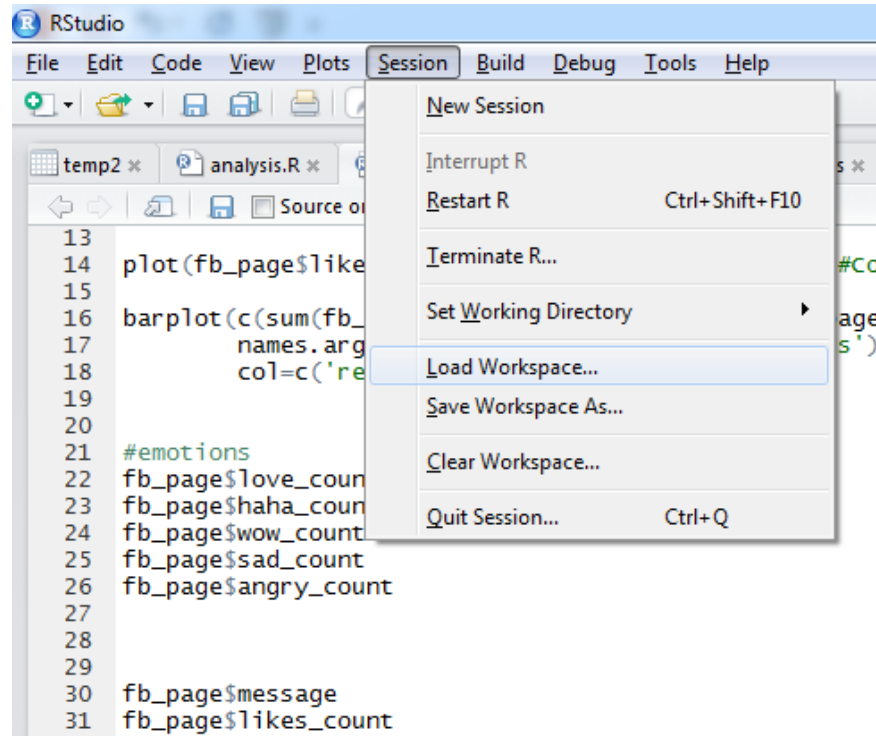 RStudio
File Edit Code View Plots Session Build Debug Tools Help
New Session
Interrupt R
Restart R Ctrl+Shift+F10
Terminate R...
Set Working Directory
Load Workspace...
Save Workspace As...
Clear Workspace...
Quit Session... Ctrl+Q
temp2 analysis.R s
Source o
13
14 plot(fb_page$like #Co
15
16 barplot(c(sum(fb_ age
17 names.arg s')
18 col=c('re
19
20
21 #emotions
22 fb_page$love_coun
23 fb_page$haha_coun
24 fb_page$wow_count
25 fb_page$sad_count
26 fb_page$angry_count
27
28
29
30 fb_page$message
31 fb_page$likes_count